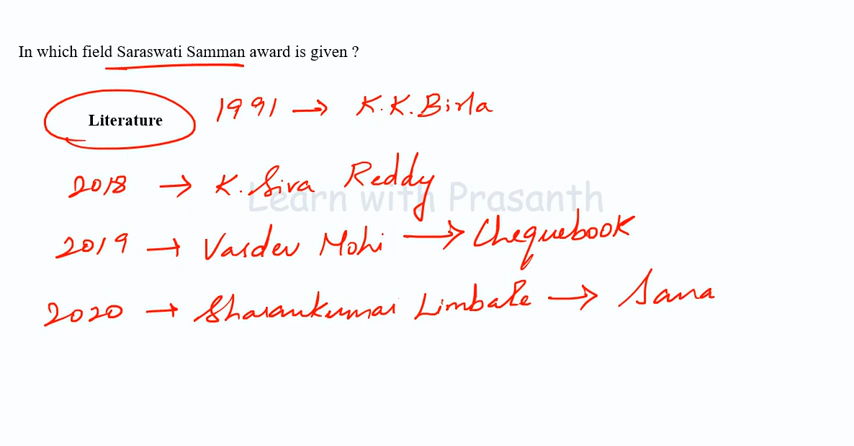 In which field Saraswati Samman award is given ?
Literature 1991 → K.K.Birla
2018 → K. Siva Reddy
Learn with Prasanth
2019 → Vasdev Mohi → Chequebook
2020 → Sharankumar Limbale → Sana